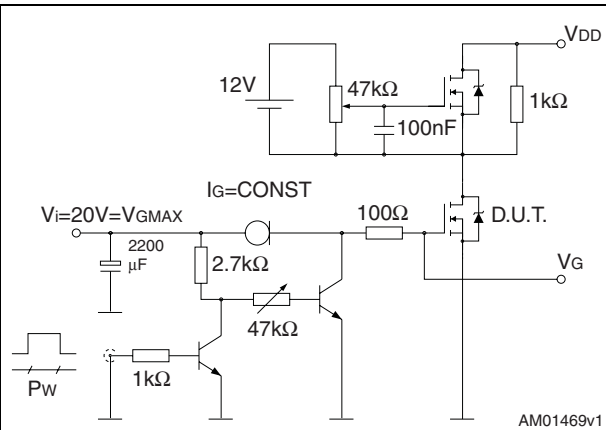 VDD
12V
47kΩ
1kΩ
100nF
IG=CONST
Vi=20V=VGMAX
100Ω
D.U.T.
2200
μF
2.7kΩ
VG
47kΩ
1kΩ
PW
AM01469v1